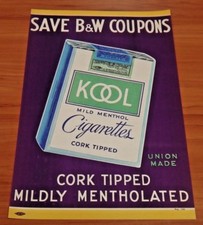 SAVE B&W COUPONS
KOOL
MILD MENTHOL
Cigarettes
CORK TIPPED
UNION
MADE
CORK TIPPED
MILDLY MENTHOLATED